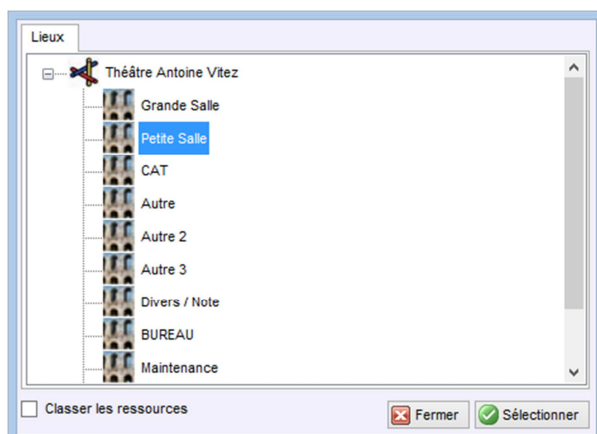 Lieux
Théâtre Antoine Vitez
Grande Salle
Petite Salle
CAT
Autre
Autre 2
Autre 3
Divers / Note
BUREAU
Maintenance
Classer les ressources
Fermer
Sélectionner